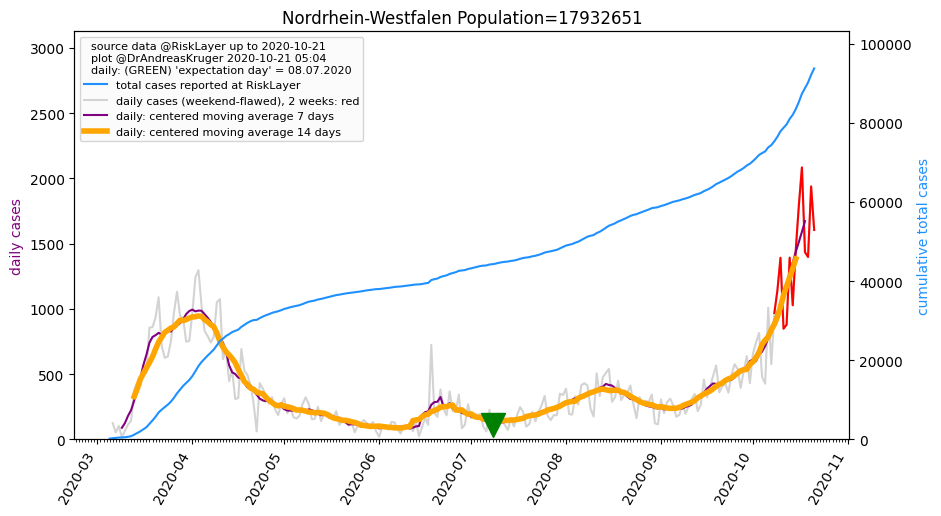 Nordrhein-Westfalen Population=17932651
source data @RiskLayer up to 2020-10-21
plot @DrAndreasKruger 2020-10-21 05:04
daily: (GREEN) 'expectation day' = 08.07.2020
total cases reported at RiskLayer
daily cases (weekend-flawed), 2 weeks: red
daily: centered moving average 7 days
daily: centered moving average 14 days
daily cases
3000
2500
2000
1500
1000
500
0
100000
80000
60000
40000
20000
0
cumulative total cases
2020-03
2020-04
2020-05
2020-06
2020-07
2020-08
2020-09
2020-10
2020-11